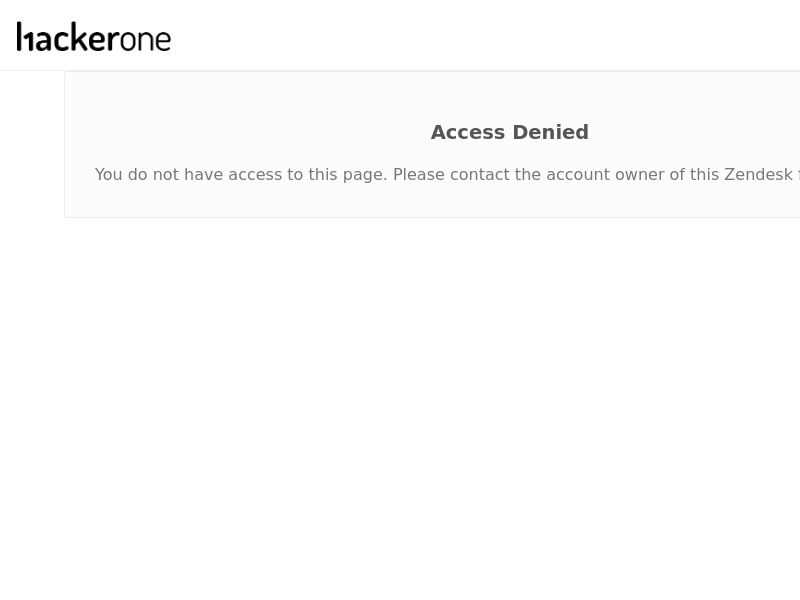 hackerone
Access Denied
You do not have access to this page. Please contact the account owner of this Zendesk